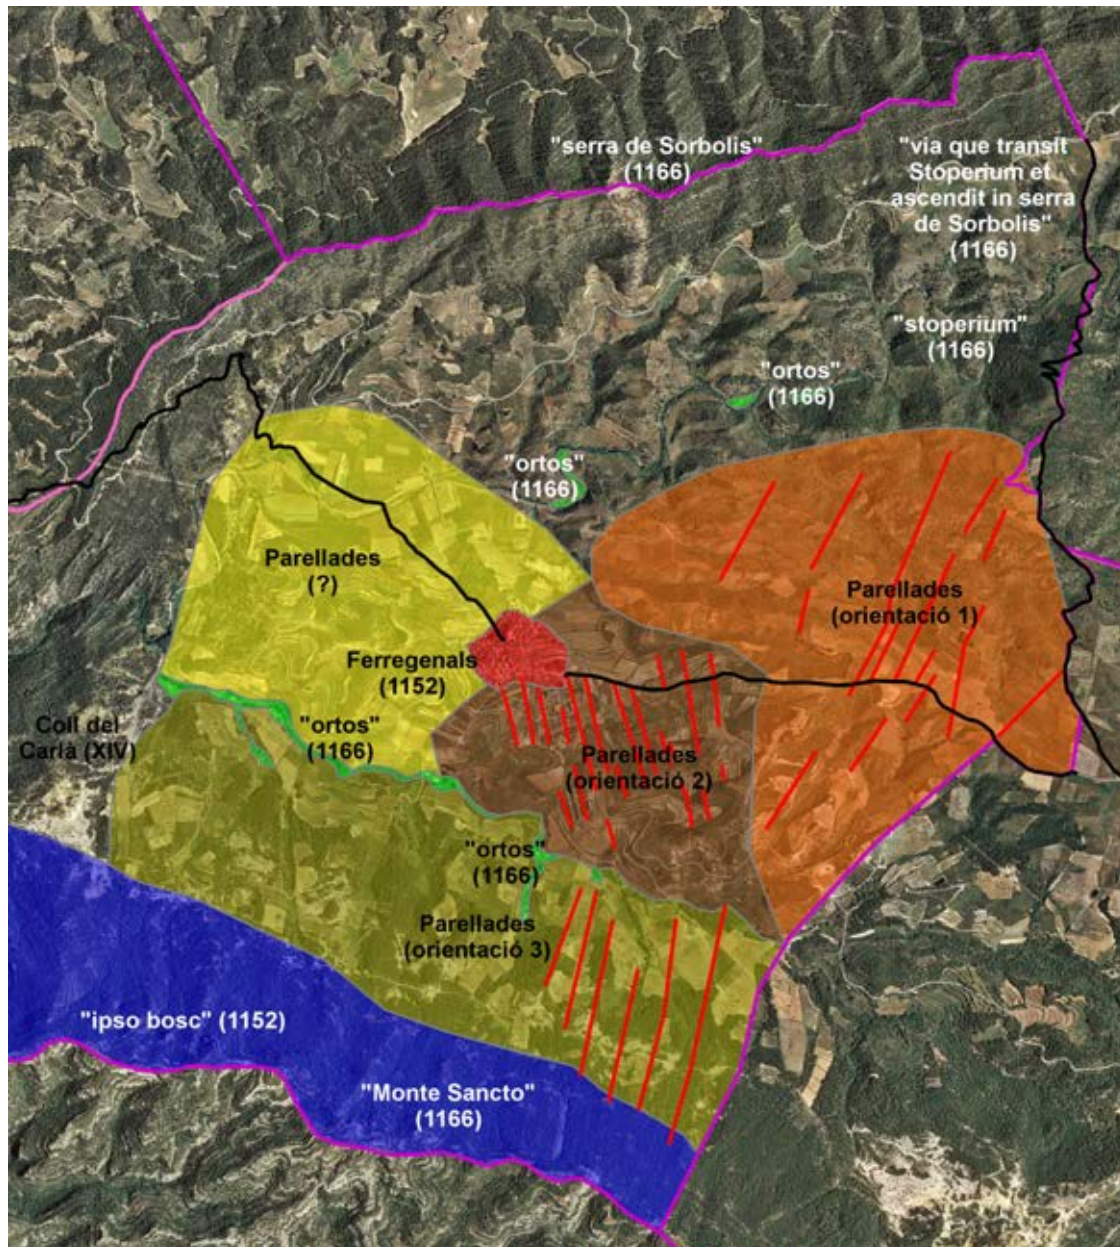 "serra de Sorbolis"
(1166)
"via que transit
Stoperium et
ascendit in serra
de Sorbolis"
(1166)
"stoperium"
(1166)
"ortos"
(1166)
"ortos"
(1166)
Parellades
(?)
Parellades
(orientació 1)
Ferregenals
(1152)
Coll del
Carlà (XIV)
"ortos"
(1166)
Parellades
(orientació 2)
"ortos"
(1166)
Parellades
(orientació 3)
"ipso bosc" (1152)
"Monte Sancto"
(1166)